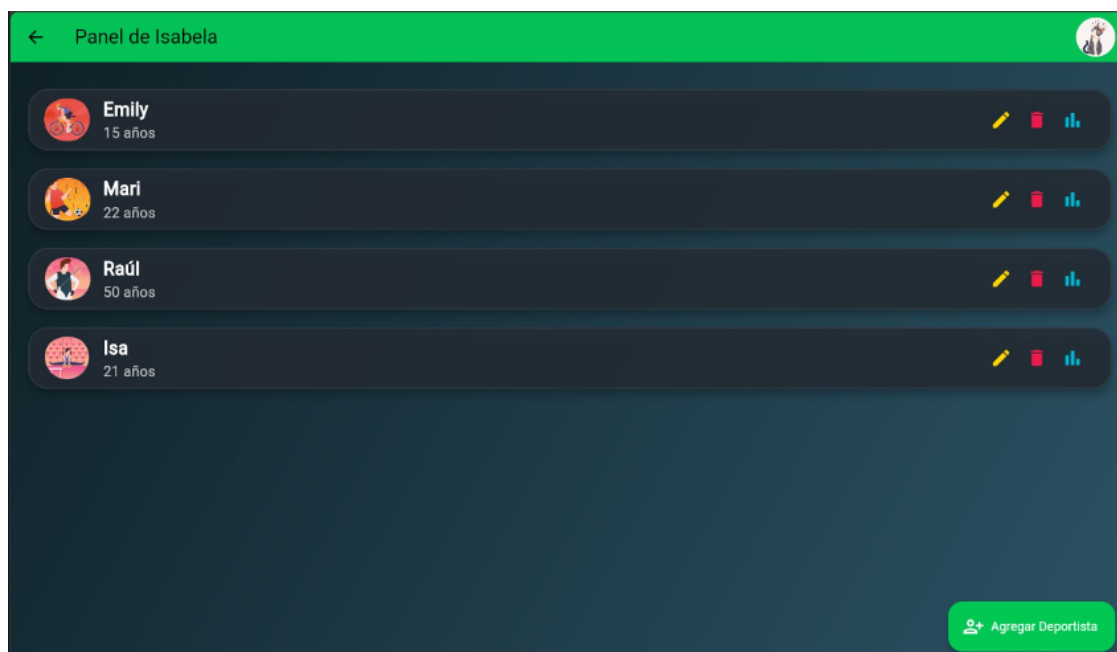 Panel de Isabela
Emily
15 años
Mari
22 años
Raúl
50 años
Isa
21 años
Agregar Deportista